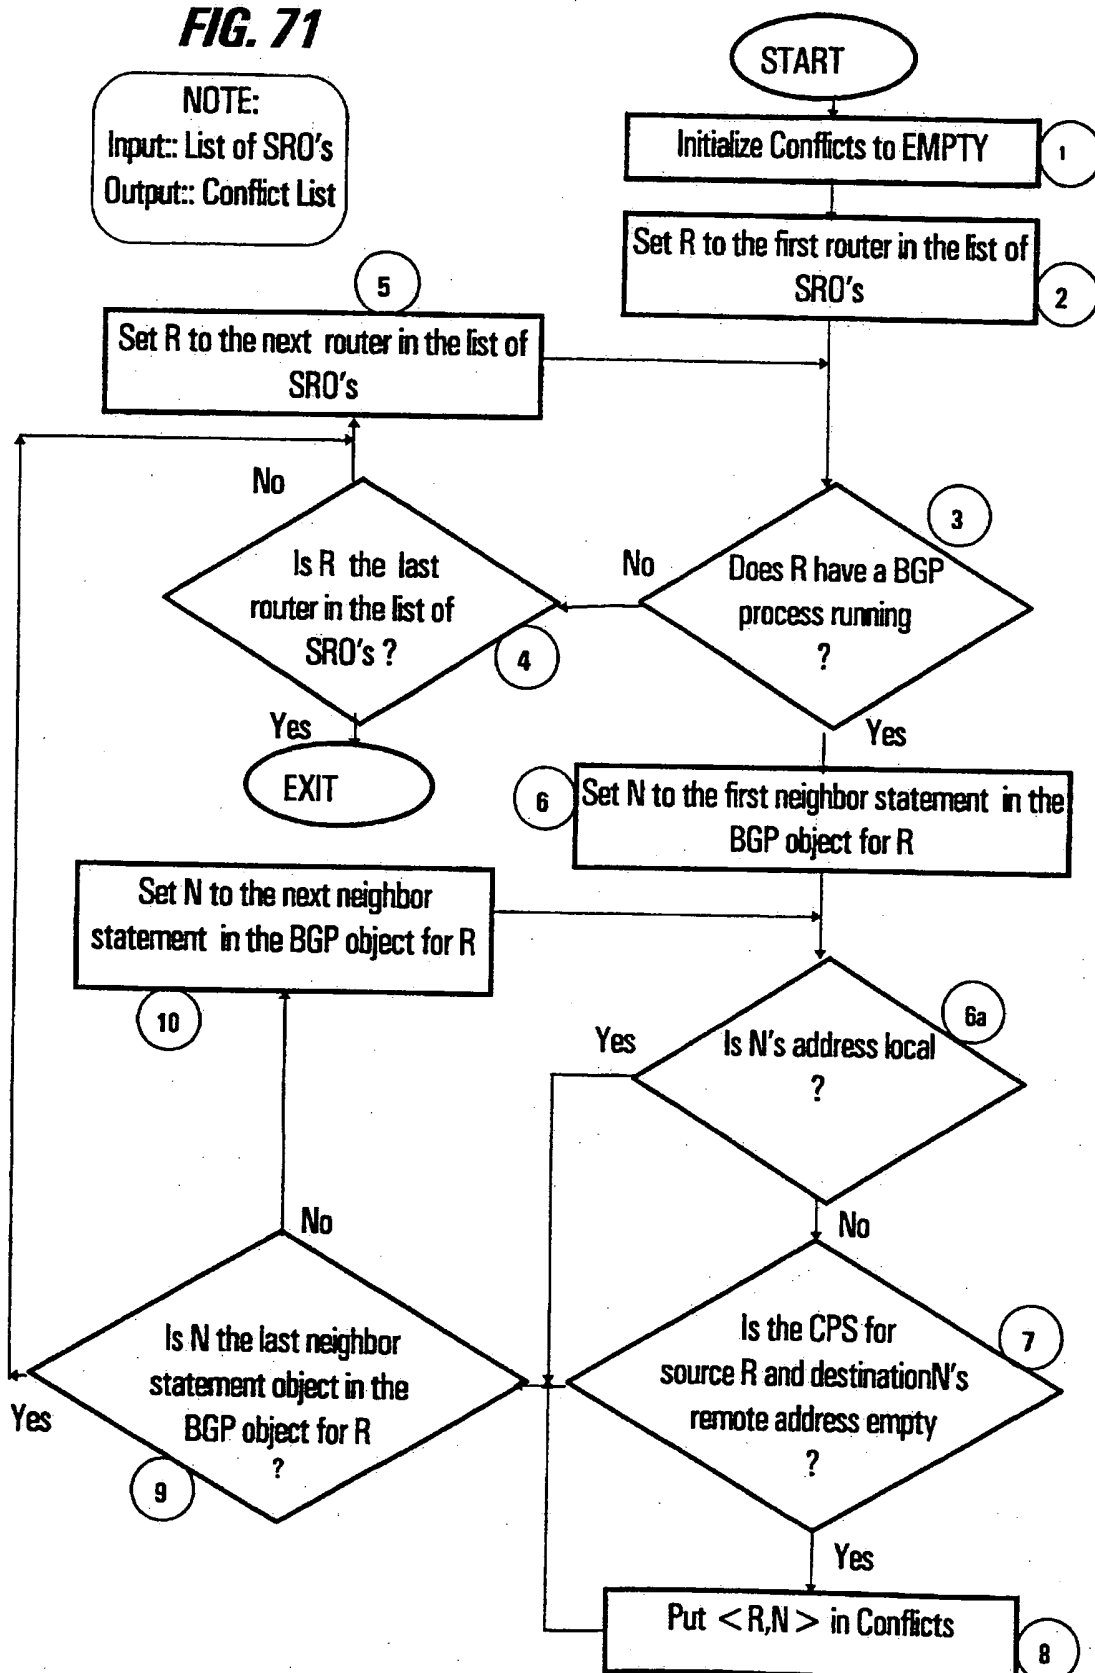 FIG. 71
NOTE:
Input:: List of SRO's
Output:: Conflict List
START
Initialize Conflicts to EMPTY
1
Set R to the first router in the list of
SRO's
2
5
Set R to the next router in the list of
SRO's
No
Is R the last
router in the list of
SRO's ?
4
Yes
EXIT
3
No
Does R have a BGP
process running
?
Yes
6
Set N to the first neighbor statement in the
BGP object for R
Set N to the next neighbor
statement in the BGP object for R
10
6a
Yes
Is N's address local
?
No
No
Is N the last neighbor
statement object in the
BGP object for R
?
Yes
9
7
Is the CPS for
source R and destinationN's
remote address empty
?
Yes
Put <R,N> in Conflicts
8